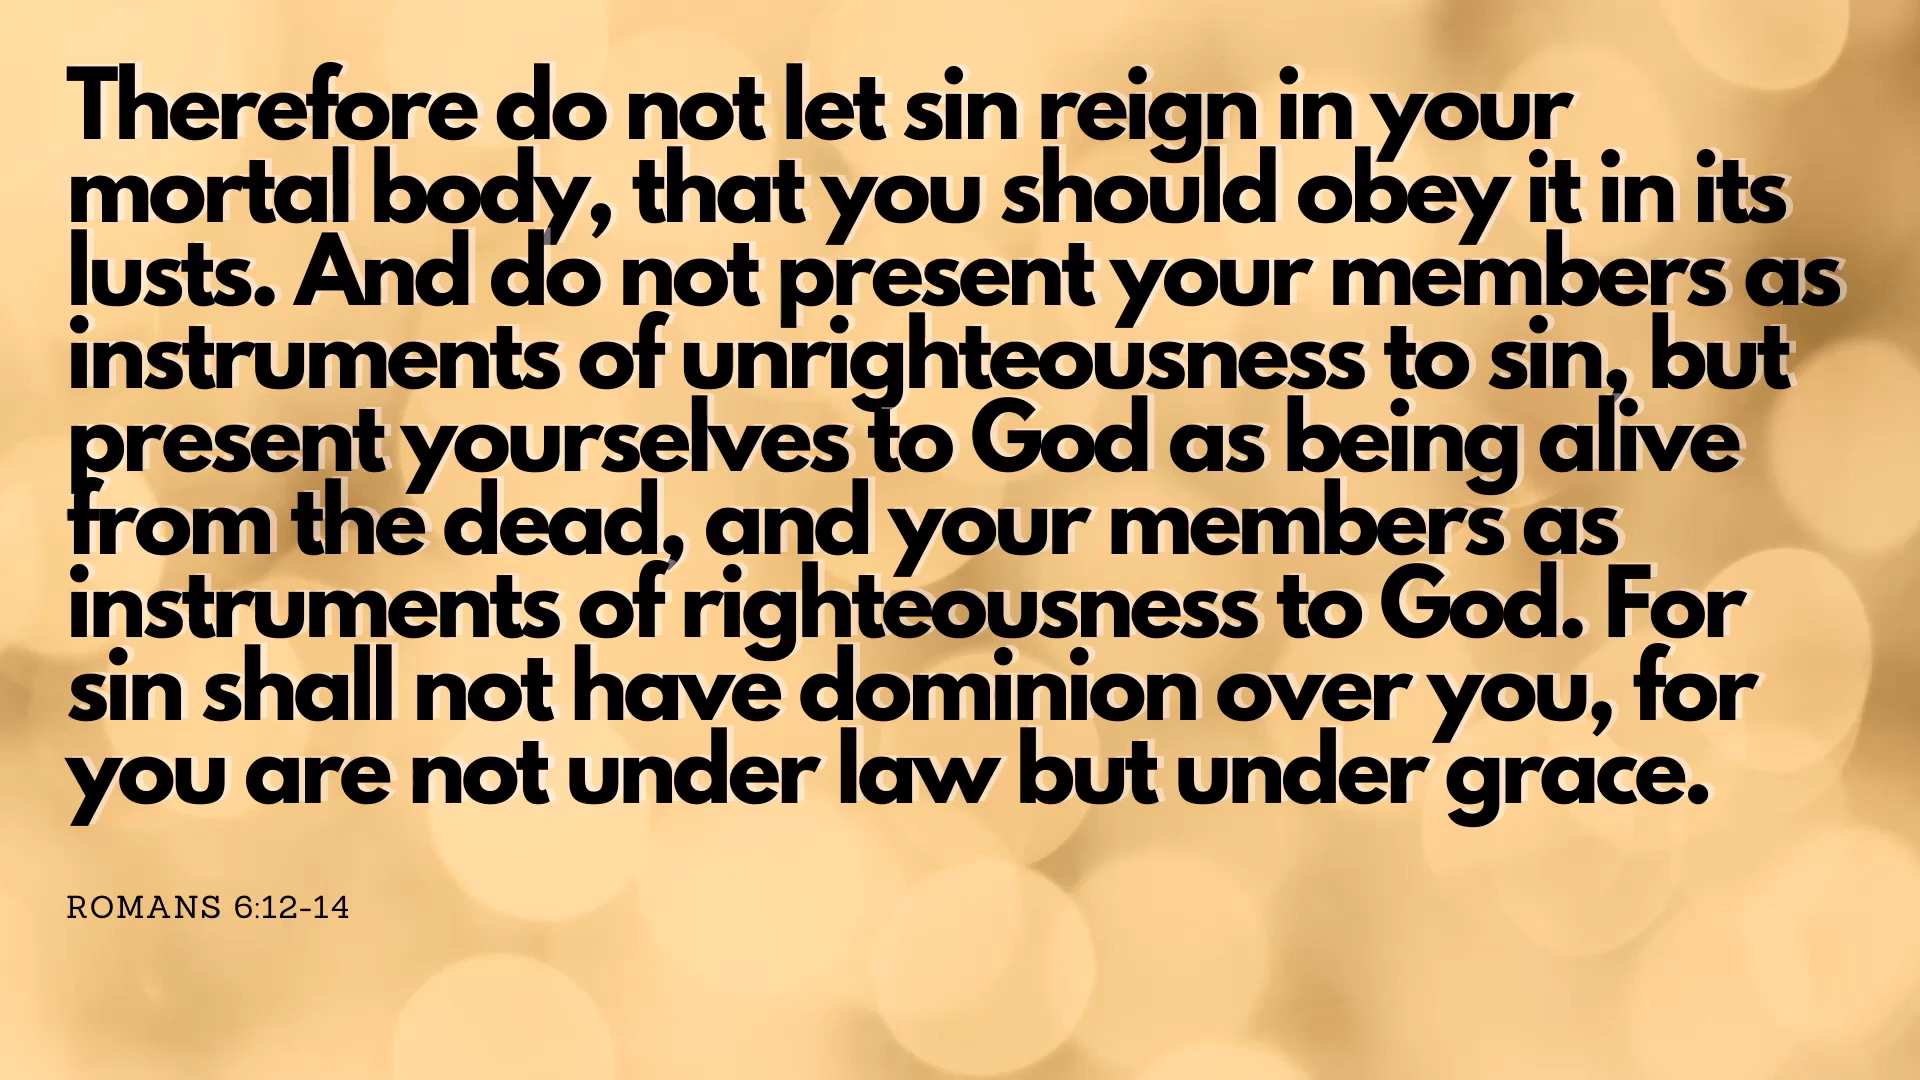 Therefore do not let sin reign in your
mortal body, that you should obey it in its
lusts. And do not present your members as
instruments of unrighteousness to sin, but
present yourselves to God as being alive
from the dead, and your members as
instruments of righteousness to God. For
sin shall not have dominion over you, for
you are not under law but under grace.
ROMANS 6:12-14